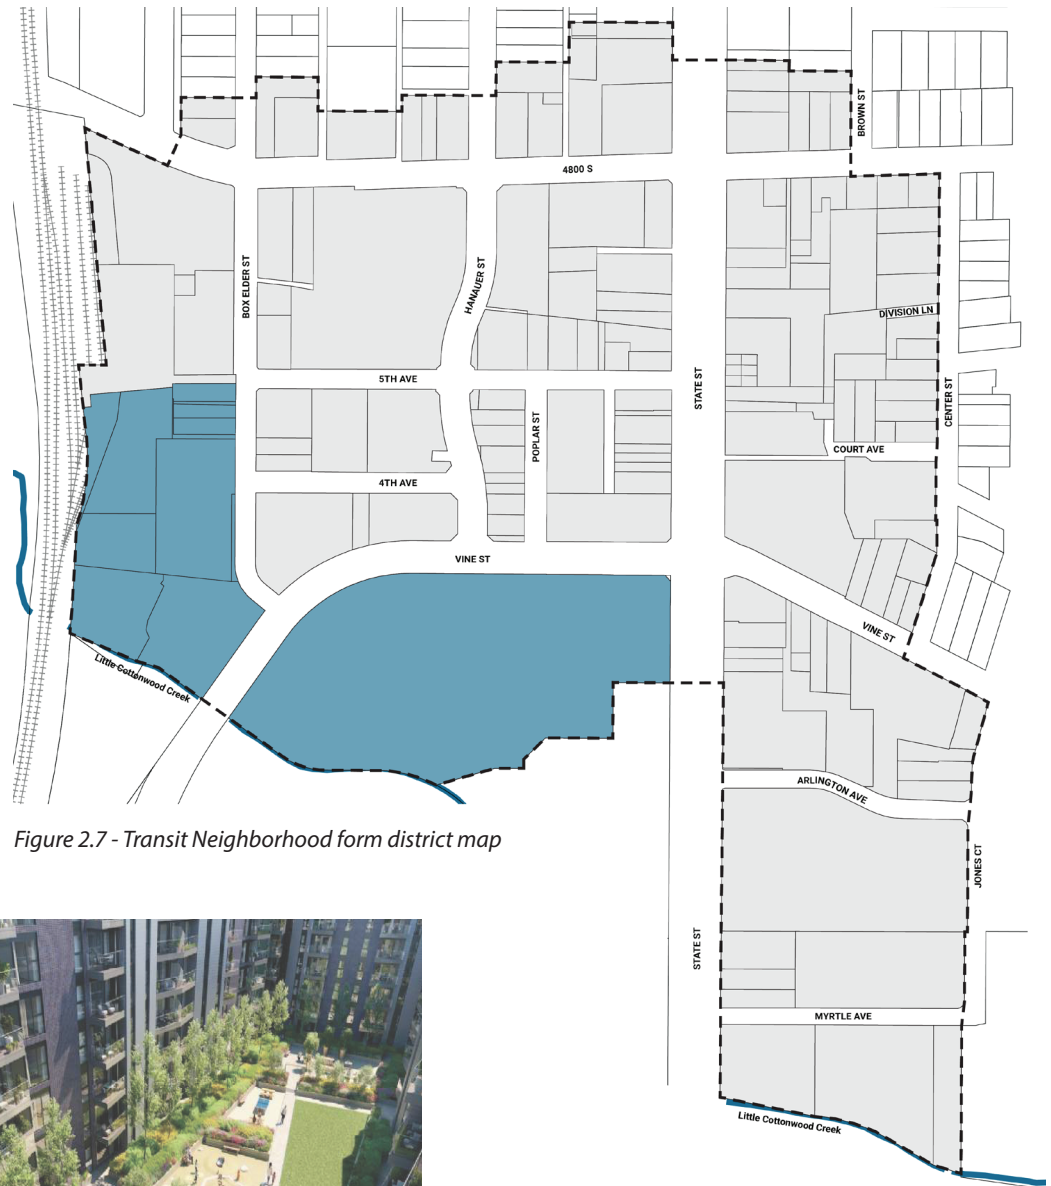 BROWN ST
4800 S
BOX ELDER ST
HANAUER ST
DIVISION LN
5TH AVE
STATE ST
CENTER ST
POPLAR ST
COURT AVE
4TH AVE
VINE ST
VINE ST
Little Cottonwood Creek
ARLINGTON AVE
Figure 2.7 - Transit Neighborhood form district map
JONES CT
STATE ST
MYRTLE AVE
Little Cottonwood Creek